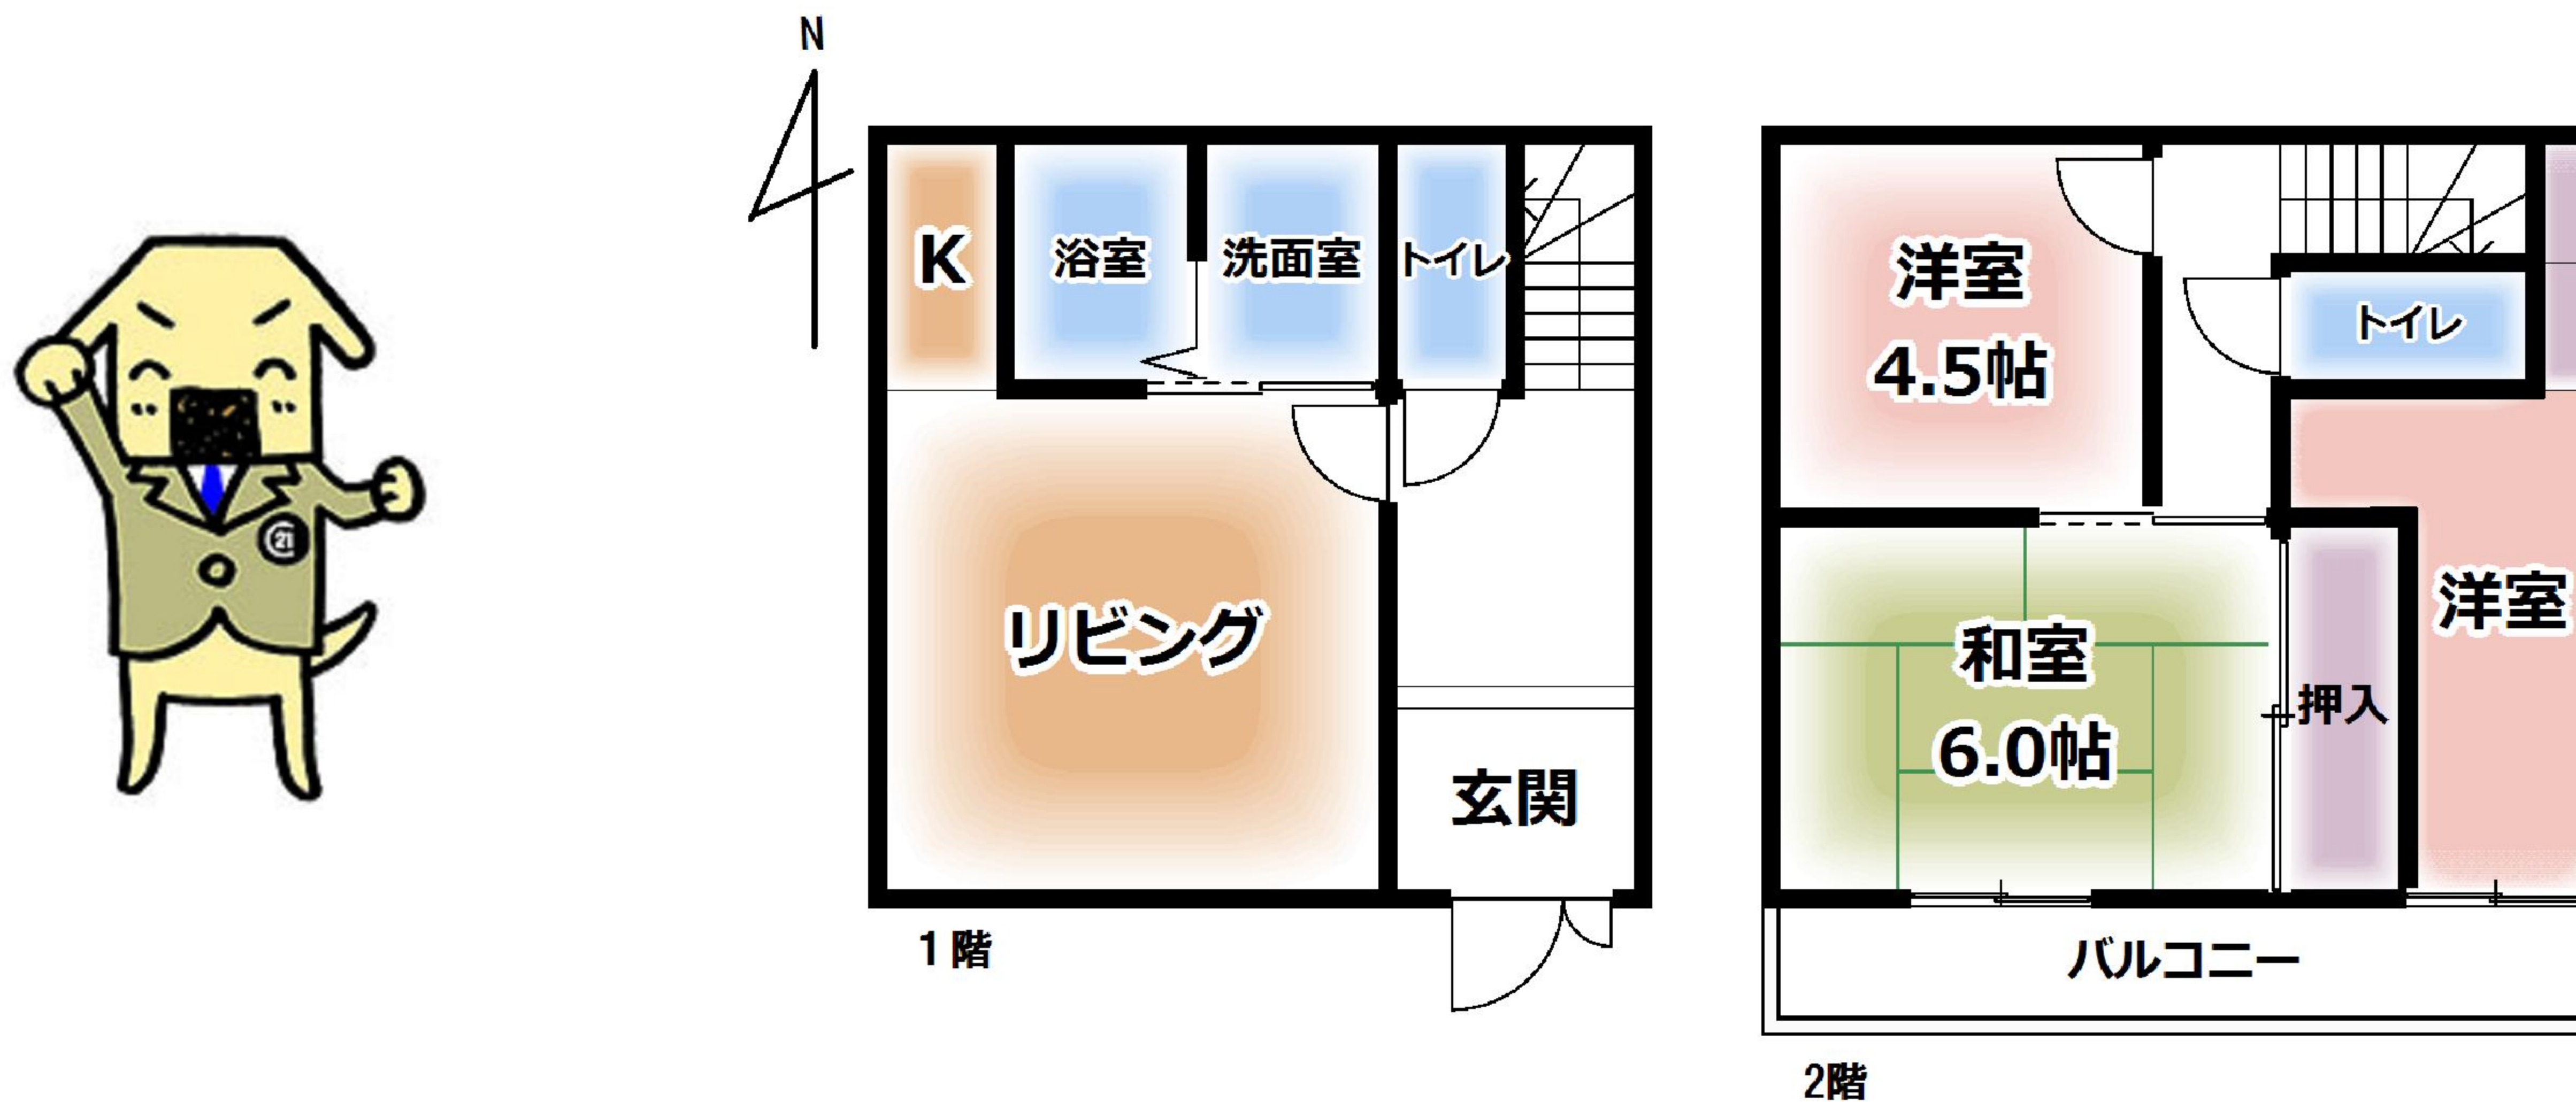 N
K
浴室
洗面室
トイレ
リビング
玄関
1階
洋室
4.5帖
トイレ
和室
6.0帖
押入
洋室
バルコニー
2階
21